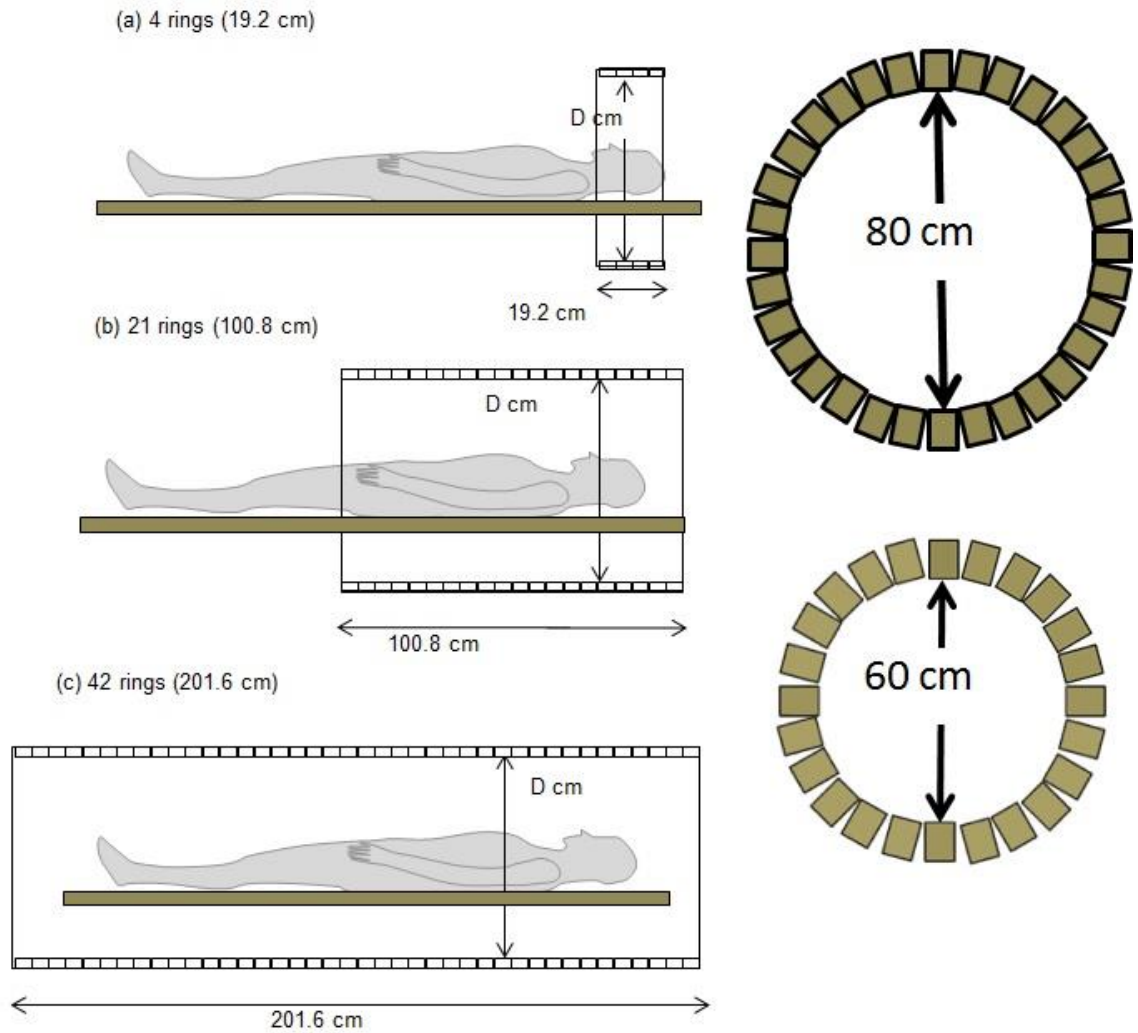 (a) 4 rings (19.2 cm)
D cm
19.2 cm
(b) 21 rings (100.8 cm)
D cm
100.8 cm
(c) 42 rings (201.6 cm)
D cm
201.6 cm
80 cm
60 cm